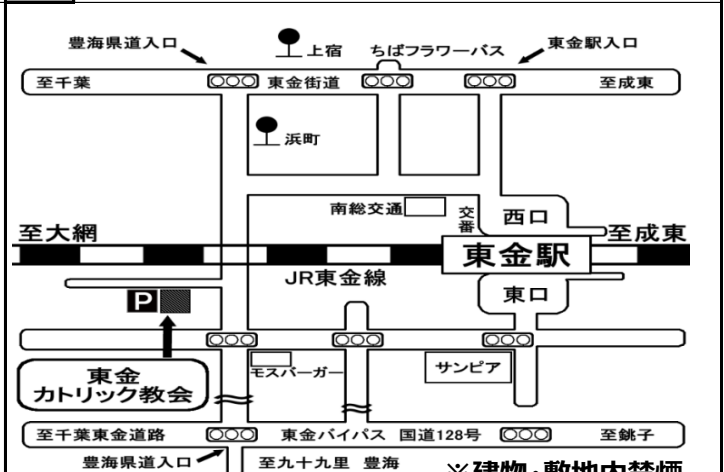 豊海県道入口
上宿
ちばフラワーバス
東金駅入口
至千葉
東金街道
至成東
浜町
南総交通
交番
西口
至大網
至成東
東金駅
JR東金線
東口
P
東金
カトリック教会
モスバーガー
サンピア
至千葉東金道路
東金バイパス 国道128号
至銚子
豊海県道入口
至九十九里 豊海
※建物・敷地内禁煙